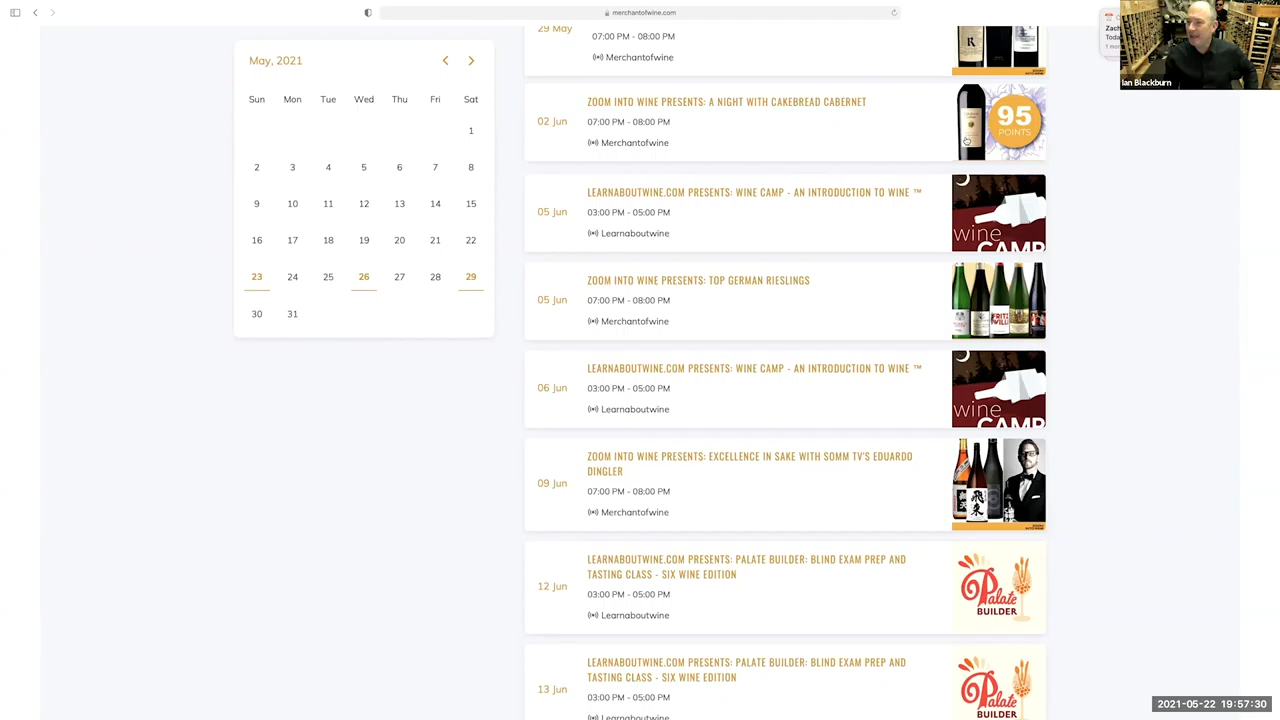 merchantofwine.com
Zach
Toda
1 mor
Ian Blackburn
May, 2021
Sun Mon Tue Wed Thu Fri Sat
1
2 3 4 5 6 7 8
9 10 11 12 13 14 15
16 17 18 19 20 21 22
23 24 25 26 27 28 29
30 31
29 May
07:00 PM - 08:00 PM
Merchantofwine
ZOOM INTO WINE PRESENTS: A NIGHT WITH CAKEBREAD CABERNET
02 Jun
07:00 PM - 08:00 PM
Merchantofwine
95
POINTS
LEARNABOUTWINE.COM PRESENTS: WINE CAMP - AN INTRODUCTION TO WINE ™
05 Jun
03:00 PM - 05:00 PM
Learnaboutwine
wine
CAMP
ZOOM INTO WINE PRESENTS: TOP GERMAN RIESLINGS
05 Jun
07:00 PM - 08:00 PM
Merchantofwine
FRITZ
WILL
LEARNABOUTWINE.COM PRESENTS: WINE CAMP - AN INTRODUCTION TO WINE ™
06 Jun
03:00 PM - 05:00 PM
Learnaboutwine
wine
CAMP
ZOOM INTO WINE PRESENTS: EXCELLENCE IN SAKE WITH SOMM TV'S EDUARDO
DINGLER
09 Jun
07:00 PM - 08:00 PM
Merchantofwine
LEARNABOUTWINE.COM PRESENTS: PALATE BUILDER: BLIND EXAM PREP AND
TASTING CLASS - SIX WINE EDITION
12 Jun
03:00 PM - 05:00 PM
Learnaboutwine
Palate
BUILDER
LEARNABOUTWINE.COM PRESENTS: PALATE BUILDER: BLIND EXAM PREP AND
TASTING CLASS - SIX WINE EDITION
13 Jun
03:00 PM - 05:00 PM
Learnaboutwine
Palate
BUILDER
2021-05-22 19:57:30